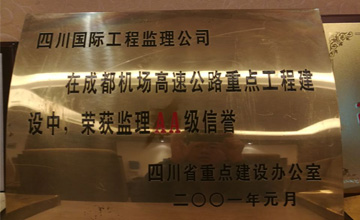 四川国际工程监理公司
在成都机场高速公路重点工程建
设中，荣获监理AA级信誉
四川省重点建设办公室
二〇〇一年元月